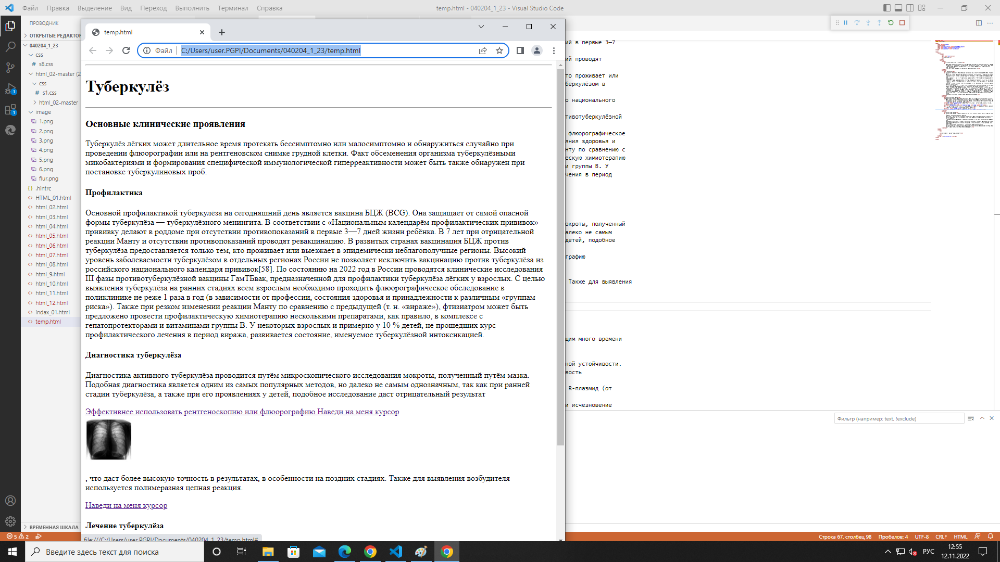 Файл Правка Выделение Вид Переход Выполнить Терминал Справка
temp.html - 040204_1_23 - Visual Studio Code
ПРОВОДНИК
ОТКРЫТЫЕ РЕДАКТОР
040204_1_23
css
s8.css
html_02-master (2
css
s1.css
html_02-master
image
1.png
2.png
3.png
4.png
5.png
6.png
flur.png
.hintrc
HTML_01.html
html_02.html
html_03.html
html_04.html
html_05.html
html_06.html
html_07.html
html_08.html
html_9.html
html_10.html
html_11.html
html_12.html
indax_01.html
temp.html
ВРЕМЕННАЯ ШКАЛА
temp.html
Файл C:/Users/user.PGPI/Documents/040204_1_23/temp.html
Туберкулёз
Основные клинические проявления
Туберкулёз лёгких может длительное время протекать бессимптомно или малосимптомно и обнаружиться случайно при
проведении флюорографии или на рентгеновском снимке грудной клетки. Факт обсеменения организма туберкулёзными
микобактериями и формирования специфической иммунологической гиперреактивности может быть также обнаружен при
постановке туберкулиновых проб.
Профилактика
Основной профилактикой туберкулёза на сегодняшний день является вакцина БЦЖ (BCG). Она защищает от самой опасной
формы туберкулёза — туберкулёзного менингита. В соответствии с «Национальным календарём профилактических прививок»
прививку делают в роддоме при отсутствии противопоказаний в первые 3—7 дней жизни ребёнка. В 7 лет при отрицательной
реакции Манту и отсутствии противопоказаний проводят ревакцинацию. В развитых странах вакцинация БЦЖ против
туберкулёза предоставляется только тем, кто проживает или выезжает в эпидемически неблагополучные регионы. Высокий
уровень заболеваемости туберкулёзом в отдельных регионах России не позволяет исключить вакцинацию против туберкулёза из
российского национального календаря прививок[58]. По состоянию на 2022 год в России проводятся клинические исследования
III фазы противотуберкулёзной вакцины ГамТБвак, предназначенной для профилактики туберкулёза лёгких у взрослых. С целью
выявления туберкулёза на ранних стадиях всем взрослым необходимо проходить флюорографическое обследование в
поликлинике не реже 1 раза в год (в зависимости от профессии, состояния здоровья и принадлежности к различным «группам
риска»). Также при резком изменении реакции Манту по сравнению с предыдущей (т. н. «вираже»), фтизиатром может быть
предложено провести профилактическую химиотерапию несколькими препаратами, как правило, в комплексе с
гепатопротекторами и витаминами группы B. У некоторых взрослых и примерно у 10 % детей, не прошедших курс
профилактического лечения в период виража, развивается состояние, именуемое туберкулёзной интоксикацией.
Диагностика туберкулёза
Диагностика активного туберкулёза проводится путём микроскопического исследования мокроты, полученный путём мазка.
Подобная диагностика является одним из самых популярных методов, но далеко не самым однозначным, так как при ранней
стадии туберкулёза, а также при его проявлениях у детей, подобное исследование даст отрицательный результат
Эффективнее использовать рентгеноскопию или флюорографию Наведи на меня курсор
, что даст более высокую точность в результатах, в особенности на поздних стадиях. Также для выявления возбудителя
используется полимеразная цепная реакция.
Наведи на меня курсор
Лечение туберкулёза
file:///C:/Users/user.PGPI/Documents/040204_1_23/temp.html#
ий в первые 3—7
ий проводят
то проживает или
беркулёзом в
о национального
тивотуберкулёзной
флюорографическое
яния здоровья и
нту по сравнению с
ескую химиотерапию
и группы B. У
чения в период
окроты, полученный
алеко не самым
детей, подобное
графию
Также для выявления
щим много времени
ной устойчивости.
вость
R-плазмид (от
и исчезновение
Фильтр (например: text, !exclude)
5 2
Строка 67, столбец 98 Пробелов: 4 UTF-8 CRLF HTML
Введите здесь текст для поиска
РУС
12:55
12.11.2022